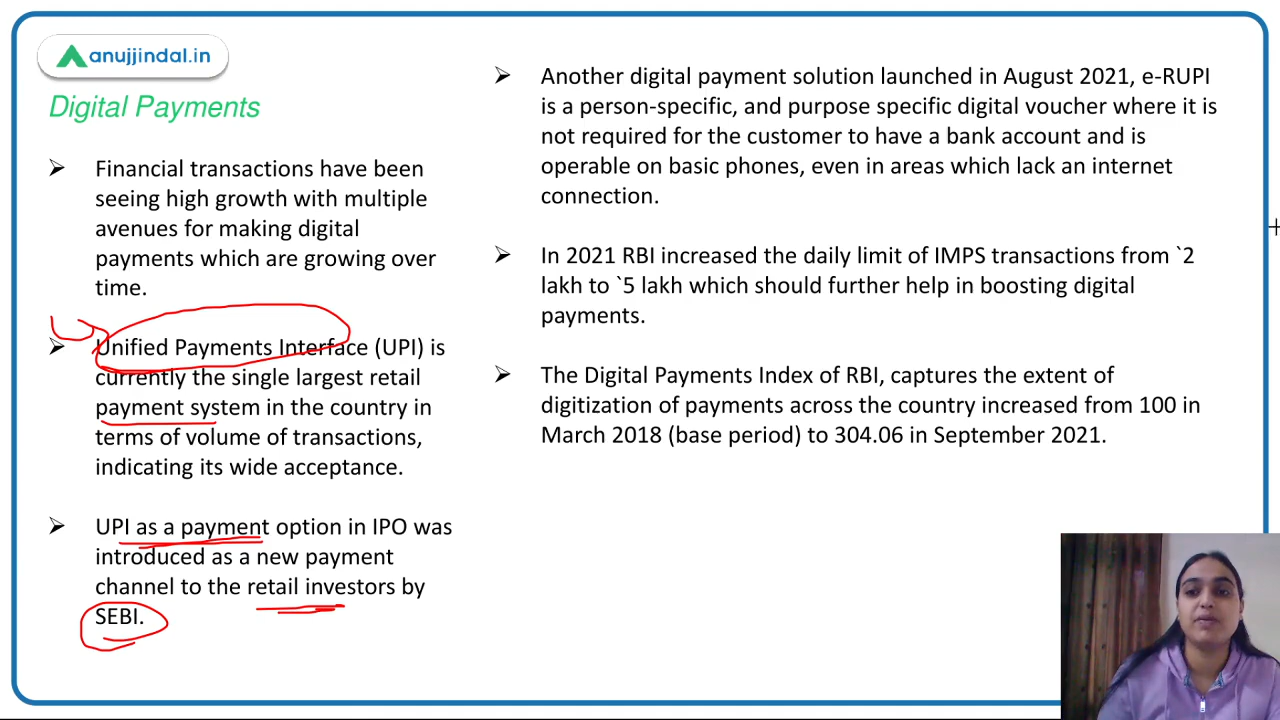 anujjindal.in
Digital Payments
Financial transactions have been
seeing high growth with multiple
avenues for making digital
payments which are growing over
time.
Unified Payments Interface (UPI) is
currently the single largest retail
payment system in the country in
terms of volume of transactions,
indicating its wide acceptance.
UPI as a payment option in IPO was
introduced as a new payment
channel to the retail investors by
SEBI.
Another digital payment solution launched in August 2021, e-RUPI
is a person-specific, and purpose specific digital voucher where it is
not required for the customer to have a bank account and is
operable on basic phones, even in areas which lack an internet
connection.
In 2021 RBI increased the daily limit of IMPS transactions from `2
lakh to `5 lakh which should further help in boosting digital
payments.
The Digital Payments Index of RBI, captures the extent of
digitization of payments across the country increased from 100 in
March 2018 (base period) to 304.06 in September 2021.